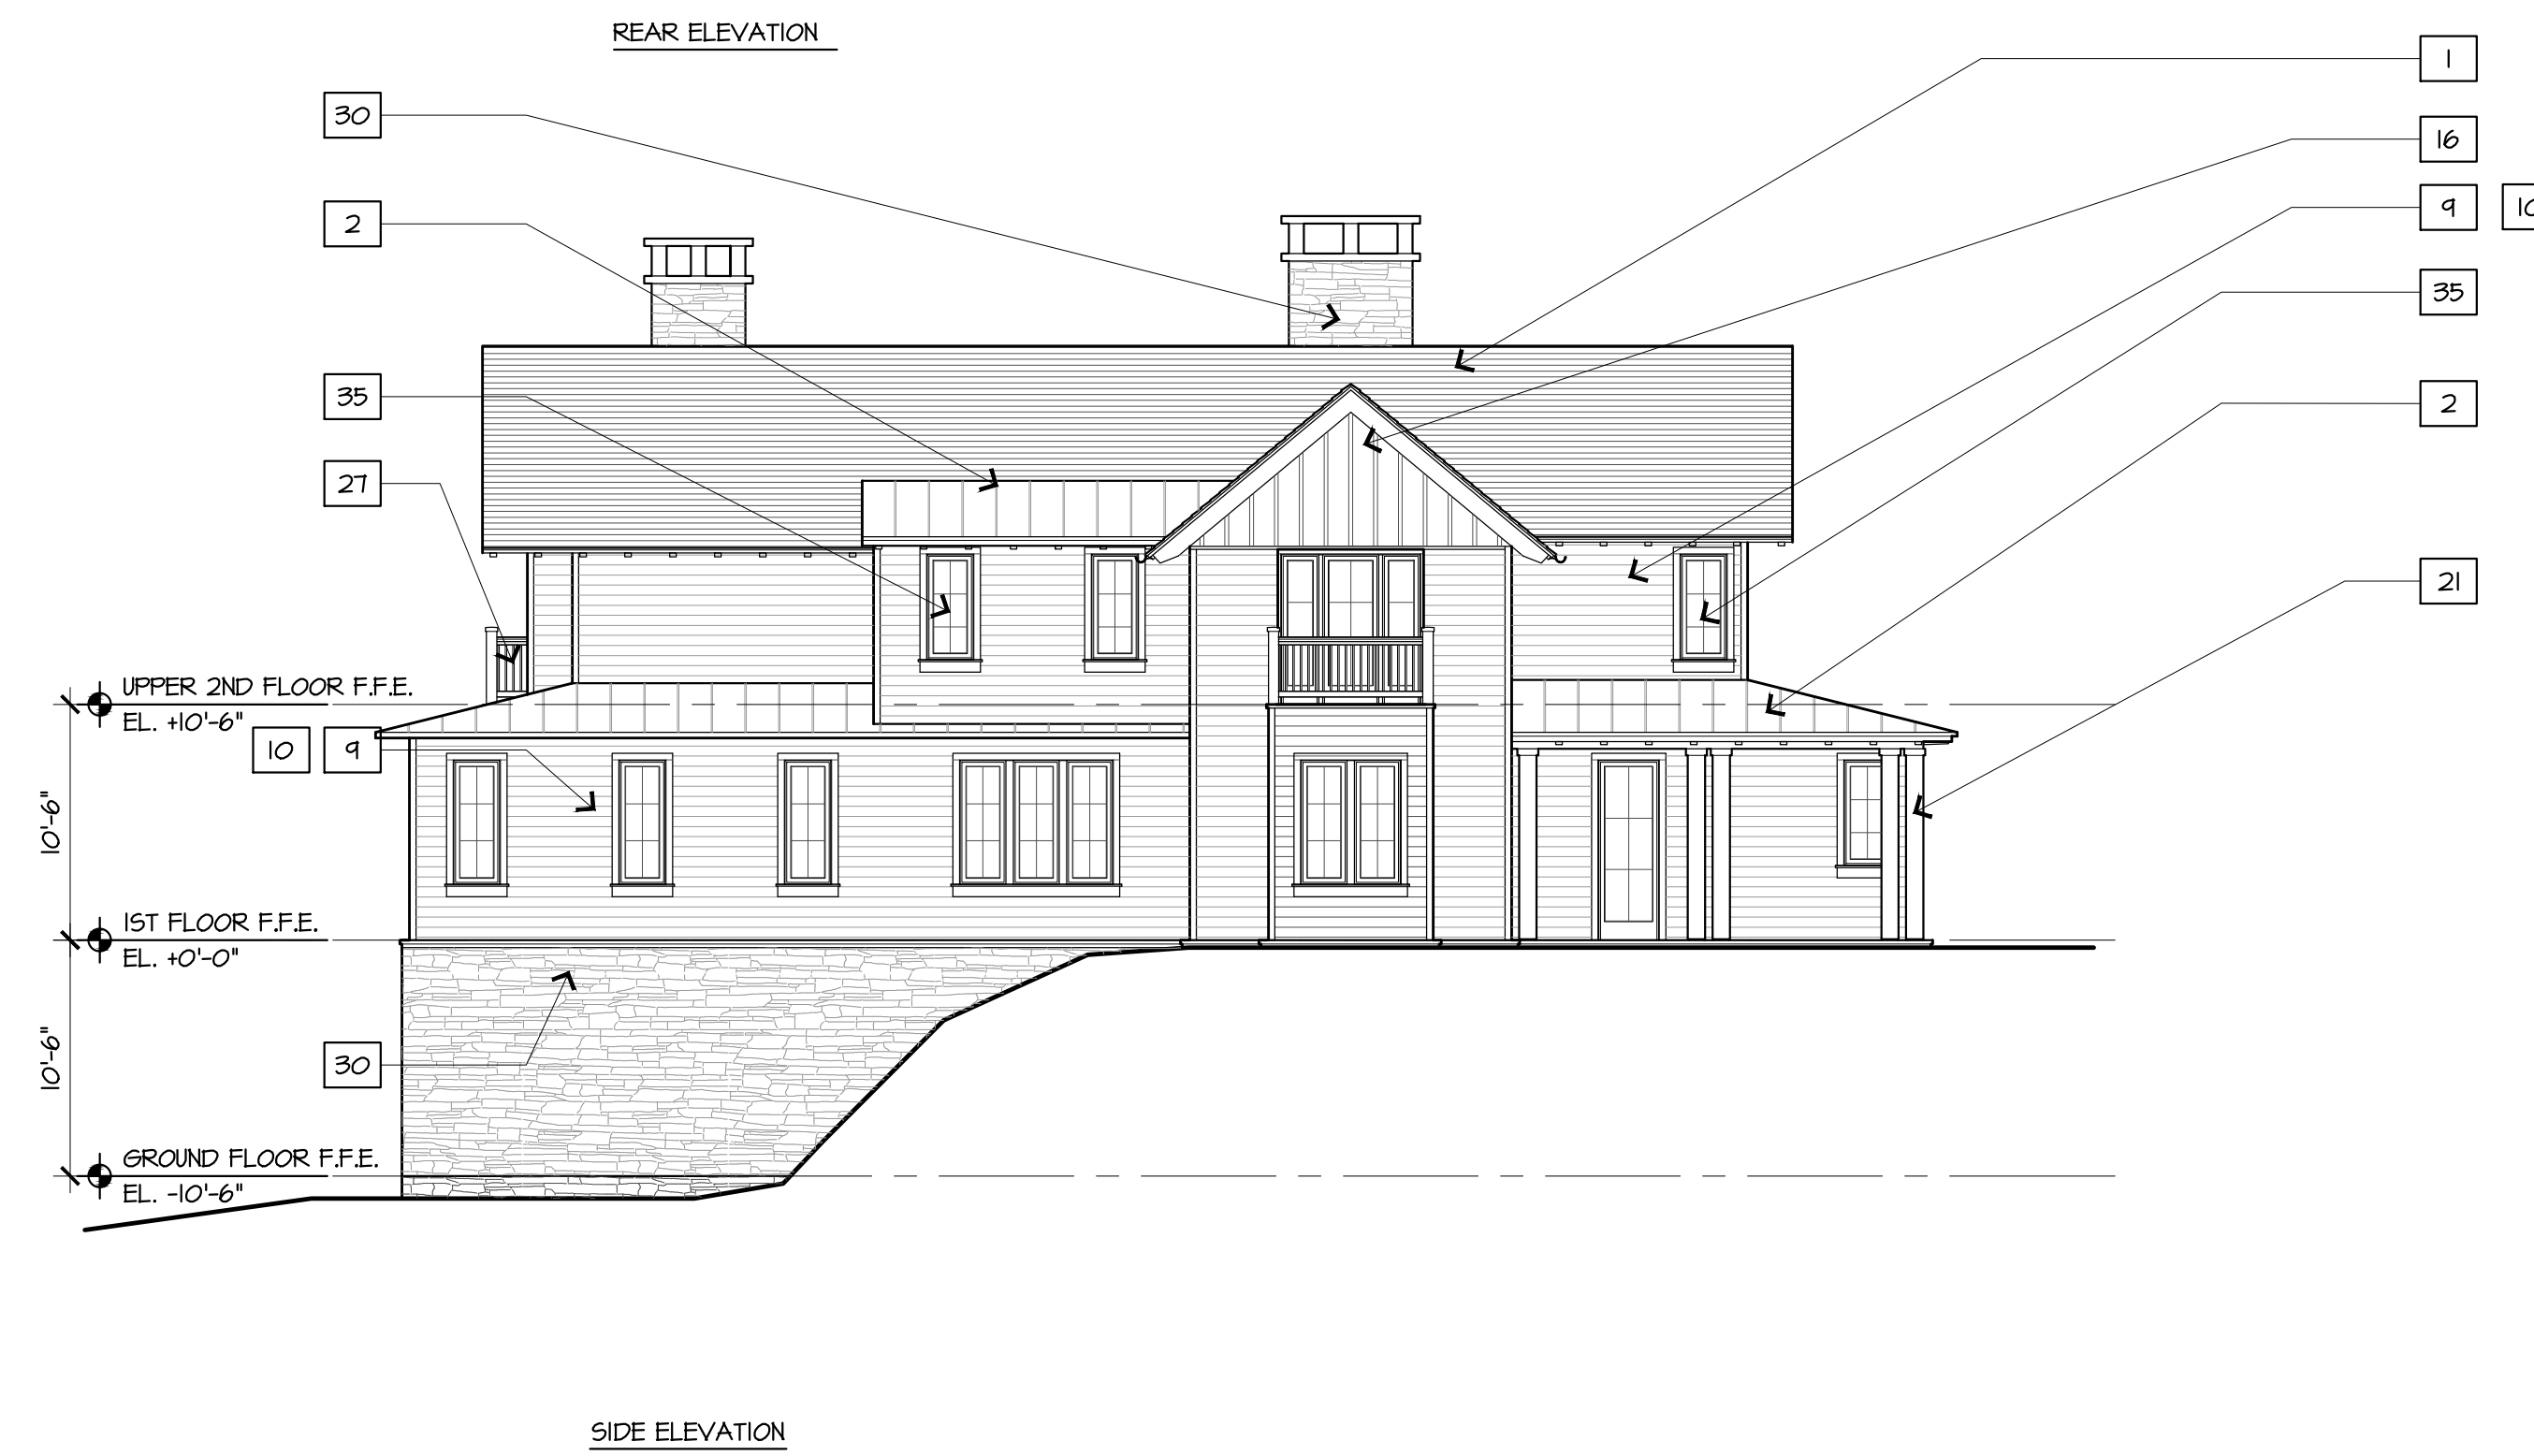 REAR ELEVATION
1
30
16
9 10
2
35
35
2
27
21
UPPER 2ND FLOOR F.F.E.
EL. +10'-6"
10 9
10'-6"
1ST FLOOR F.F.E.
EL. +0'-0"
10'-6"
30
GROUND FLOOR F.F.E.
EL. -10'-6"
SIDE ELEVATION